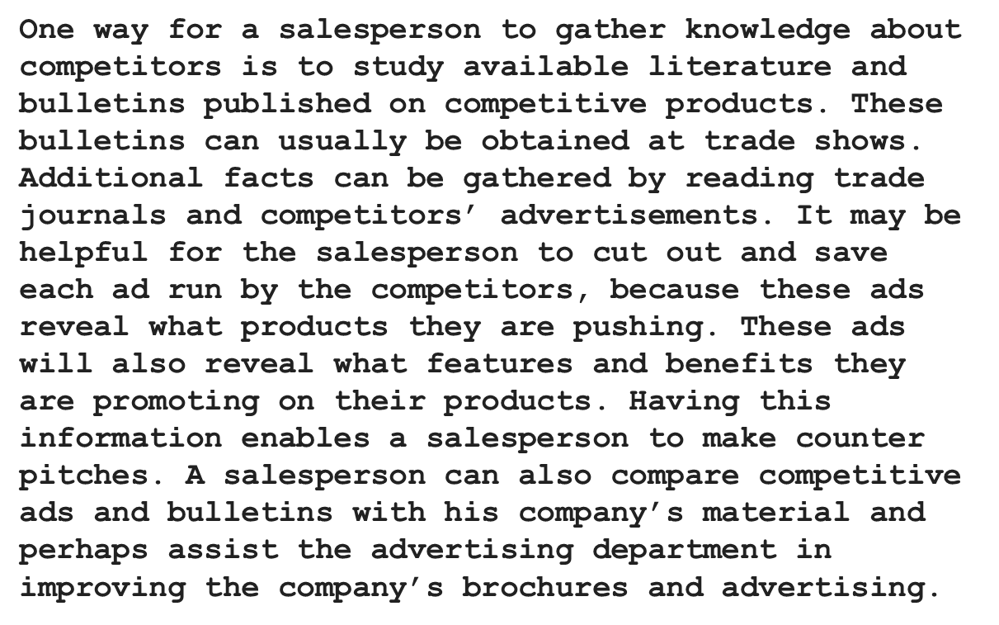 One way for a salesperson to gather knowledge about
competitors is to study available literature and
bulletins published on competitive products. These
bulletins can usually be obtained at trade shows.
Additional facts can be gathered by reading trade
journals and competitors’ advertisements. It may be
helpful for the salesperson to cut out and save
each ad run by the competitors, because these ads
reveal what products they are pushing. These ads
will also reveal what features and benefits they
are promoting on their products. Having this
information enables a salesperson to make counter
pitches. A salesperson can also compare competitive
ads and bulletins with his company’s material and
perhaps assist the advertising department in
improving the company’s brochures and advertising.